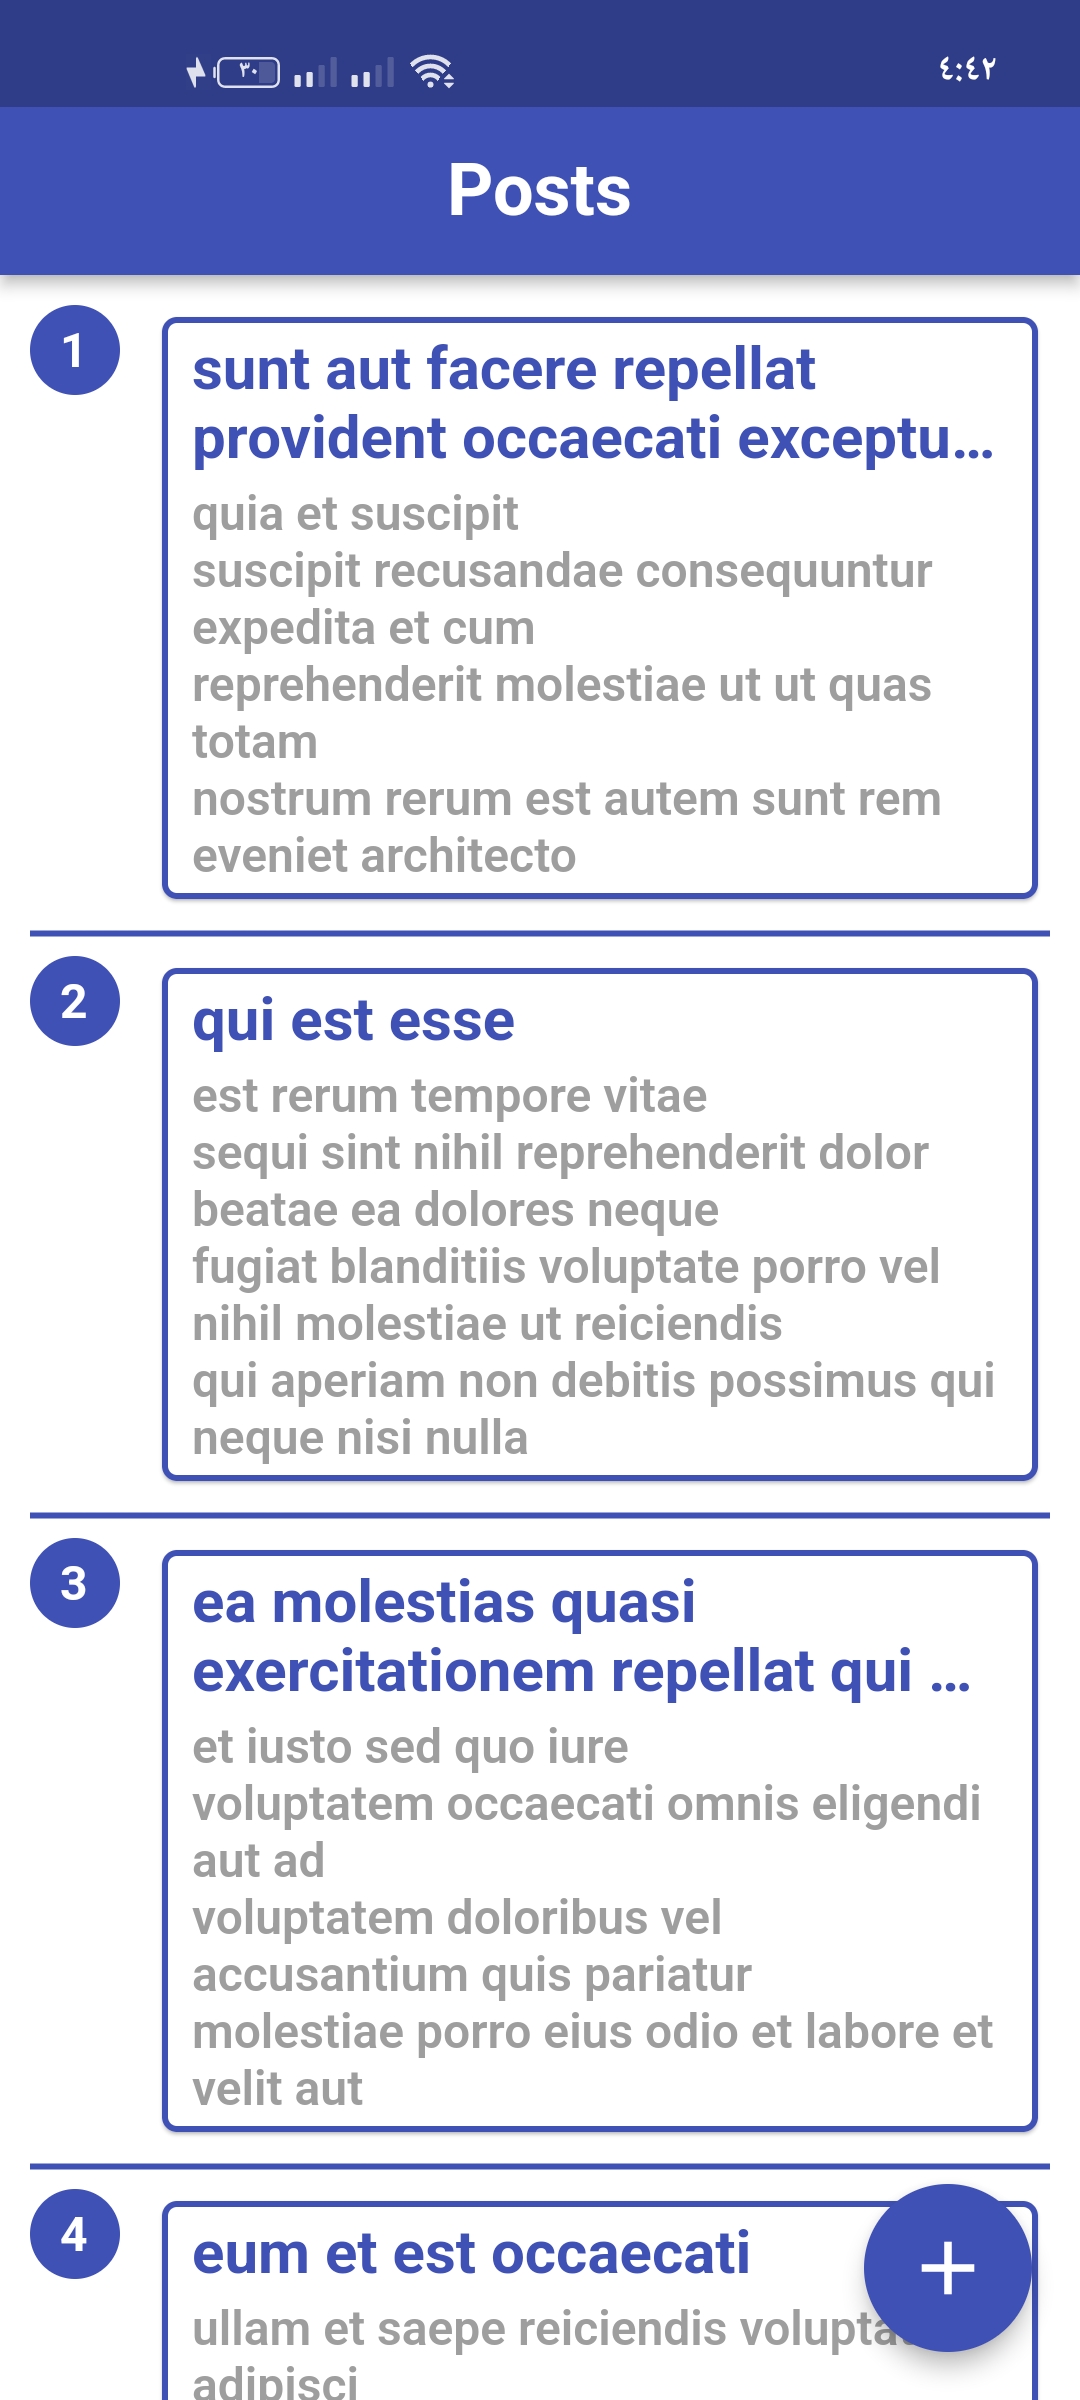 ٣٠
٤:٤٢
Posts
1
sunt aut facere repellat
provident occaecati exceptu...
quia et suscipit
suscipit recusandae consequuntur
expedita et cum
reprehenderit molestiae ut ut quas
totam
nostrum rerum est autem sunt rem
eveniet architecto
2
qui est esse
est rerum tempore vitae
sequi sint nihil reprehenderit dolor
beatae ea dolores neque
fugiat blanditiis voluptate porro vel
nihil molestiae ut reiciendis
qui aperiam non debitis possimus qui
neque nisi nulla
3
ea molestias quasi
exercitationem repellat qui ...
et iusto sed quo iure
voluptatem occaecati omnis eligendi
aut ad
voluptatem doloribus vel
accusantium quis pariatur
molestiae porro eius odio et labore et
velit aut
4
eum et est occaecati
ullam et saepe reiciendis
adipisci